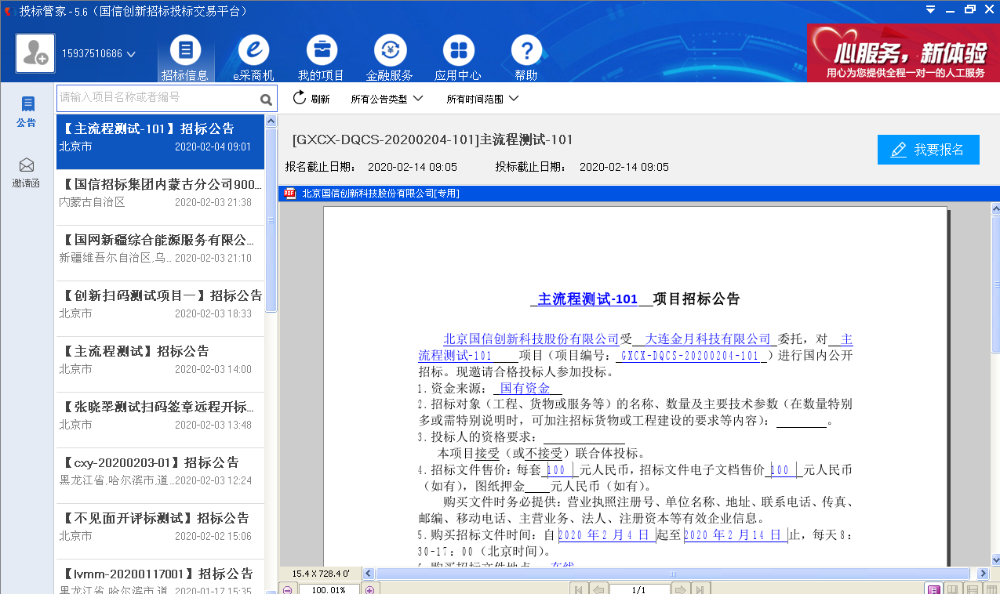 投标管家 - 5.6（国信创新招标投标交易平台）
15937510686
招标信息
e采商机
我的项目
金融服务
应用中心
帮助
心服务，新体验
用心为您提供全程一对一的人工服务
公告
邀请函
请输入项目名称或者编号
刷新
所有公告类型
所有时间范围
【主流程测试-101】招标公告
北京市 2020-02-04 09:01
【国信招标集团内蒙古分公司900...
内蒙古自治区 2020-02-03 21:38
【国网新疆综合能源服务有限公...
新疆维吾尔自治区,乌... 2020-02-03 21:10
【创新扫码测试项目一】招标公告
北京市 2020-02-03 18:33
【主流程测试】招标公告
北京市 2020-02-03 14:00
【张晓翠测试扫码签章远程开标...
北京市 2020-02-03 13:48
【cxy-20200203-01】招标公告
黑龙江省,哈尔滨市,道... 2020-02-03 12:24
【不见面开评标测试】招标公告
北京市 2020-02-02 15:06
【lvmm-20200117001】招标公告
黑龙江省,哈尔滨市,道... 2020-01-17 15:35
[GXCX-DQCS-20200204-101]主流程测试-101
报名截止日期： 2020-02-14 09:05 投标截止日期： 2020-02-14 09:05
我要报名
PDF 北京国信创新科技股份有限公司[专用]
主流程测试-101 项目招标公告
北京国信创新科技股份有限公司受 大连金月科技有限公司 委托，对 主
流程测试-101 项目（项目编号： GXCX-DQCS-20200204-101 ）进行国内公开
招标。现邀请合格投标人参加投标。
1.资金来源： 国有资金
2.招标对象（工程、货物或服务等）的名称、数量及主要技术参数（在数量特别
多或需特别说明时，可加注招标货物或工程建设的要求等内容）：________。
3.投标人的资格要求：
本项目接受（或不接受）联合体投标。
4.招标文件售价：每套 100 元人民币，招标文件电子文档售价 100 元人民币
（如有），图纸押金____元人民币（如有）。
购买文件时务必提供：营业执照注册号、单位名称、地址、联系电话、传真、
邮编、移动电话、主营业务、法人、注册资本等有效企业信息。
5.购买招标文件时间：自 2020 年 2 月 4 日 起至 2020 年 2 月 14 日 止，每天 8：
30-17：00（北京时间）。
6.购买招标文件地点 在线
15.4 X 728.4 0'
100.01%
1/1